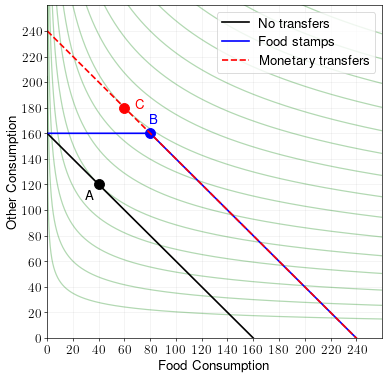 No transfers
Food stamps
Monetary transfers
240
220
200
180
160
140
120
100
80
60
40
20
0
Other Consumption
C
B
A
0 20 40 60 80 100 120 140 160 180 200 220 240
Food Consumption